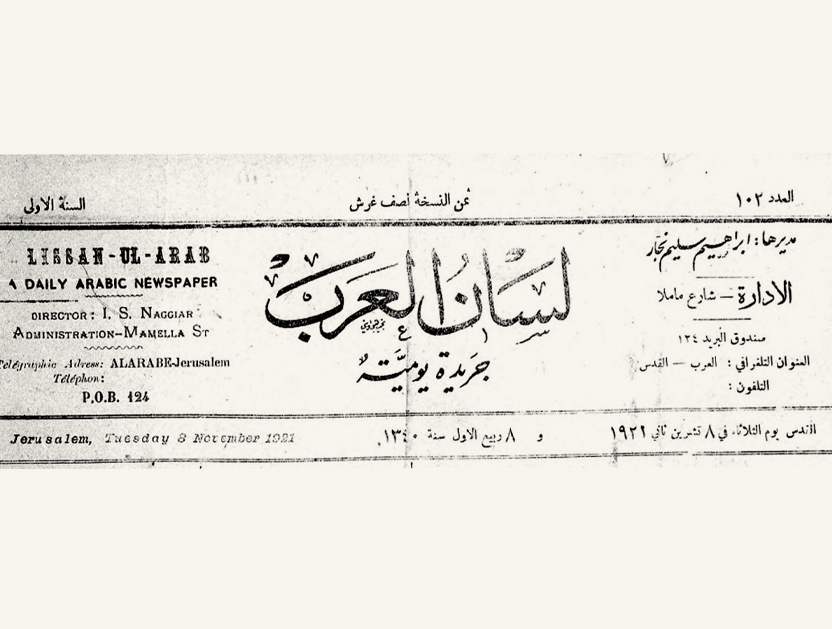 العدد ١٠٢
ثمن النسخة نصف غرش
السنة الاولى
مديرها: ابراهيم سليم نجار
الادارة — شارع ماملا
صندوق البريد ١٢٤
العنوان التلغرافي: العرب — القدس
التلفون:
لسان العرب
جريدة يومية
LISSAN-UL-ARAB
A DAILY ARABIC NEWSPAPER
DIRECTOR: I. S. NAGGIAR
ADMINISTRATION–MAMELLA ST
Telégraphic Adress: ALARABE-Jerusalem
Téléphon:
P.O.B. 124
القدس يوم الثلاثاء في ٨ تشرين ثاني ١٩٢١ و ٨ ربيع الاول سنة ١٣٤٠
Jerusalem, Tuesday 8 November 1921